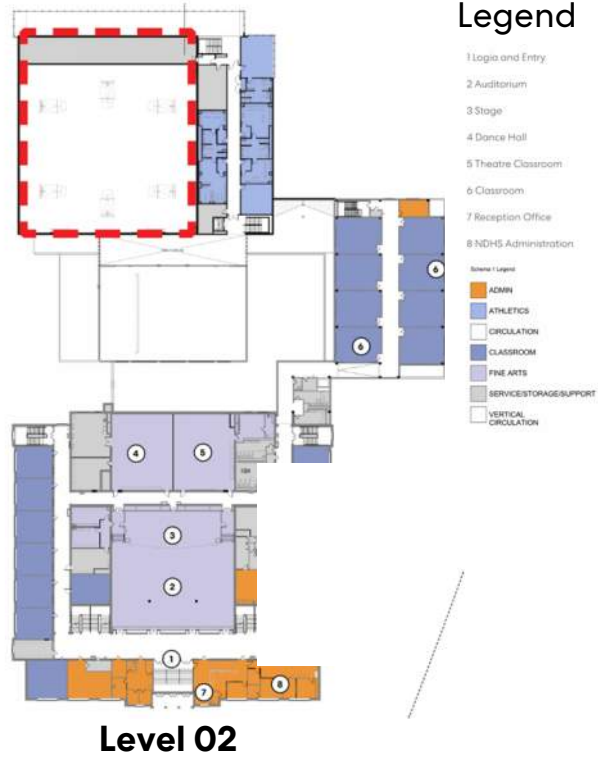 Legend
1 Logia and Entry
2 Auditorium
3 Stage
4 Dance Hall
5 Theatre Classroom
6 Classroom
7 Reception Office
8 NDHS Administration
Scheme 1 Legend
ADMIN
ATHLETICS
CIRCULATION
CLASSROOM
FINE ARTS
SERVICE/STORAGE/SUPPORT
VERTICAL
CIRCULATION
6
6
4
5
3
2
1
7
8
Level 02